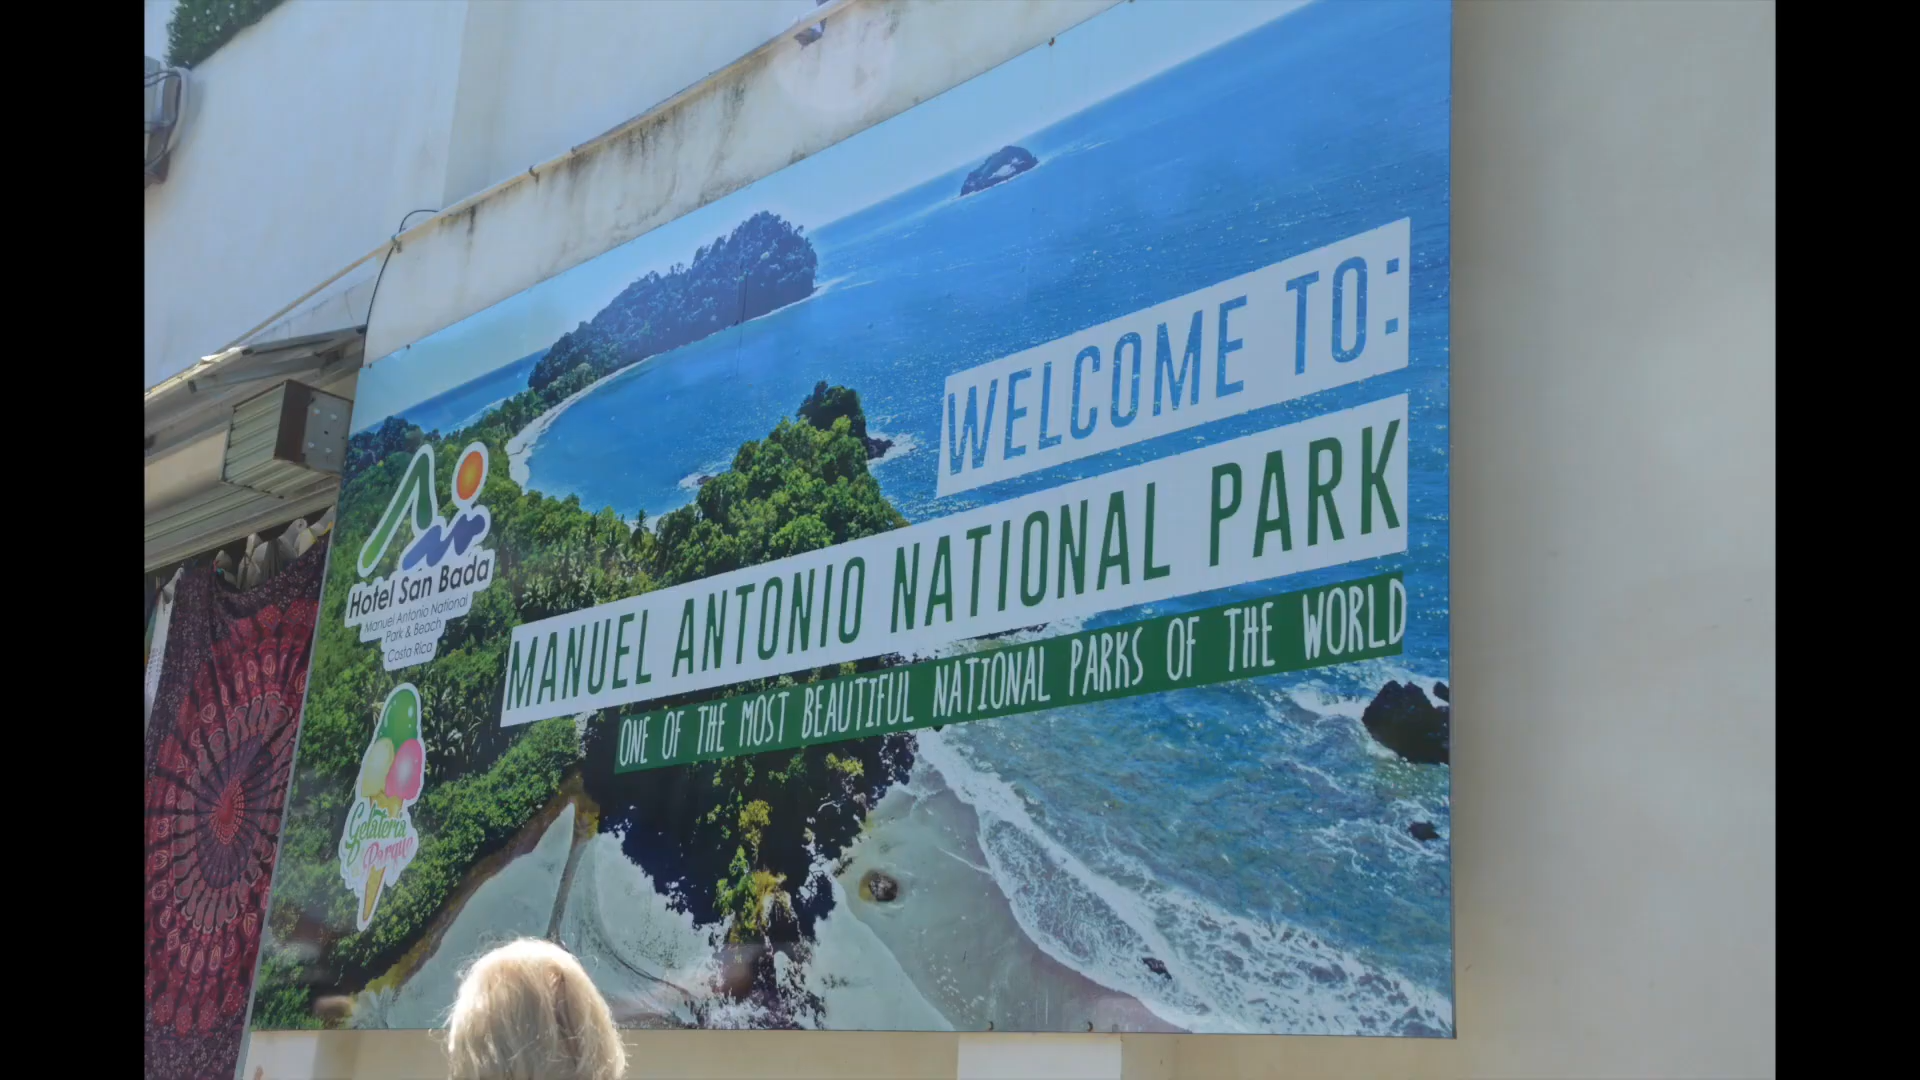 WELCOME TO:
MANUEL ANTONIO NATIONAL PARK
ONE OF THE MOST BEAUTIFUL NATIONAL PARKS OF THE WORLD
Hotel San Bada
Manuel Antonio National
Park & Beach
Costa Rica
Gelateria
Parque